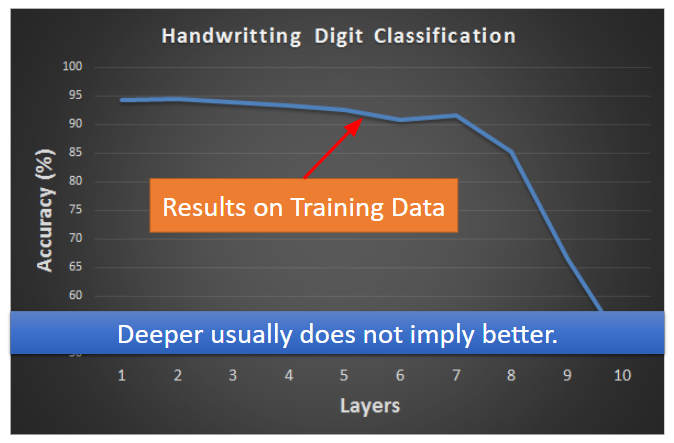 Handwritting Digit Classification
100
95
90
85
80
75
70
65
60
Accuracy (%)
Results on Training Data
Deeper usually does not imply better.
1 2 3 4 5 6 7 8 9 10
Layers